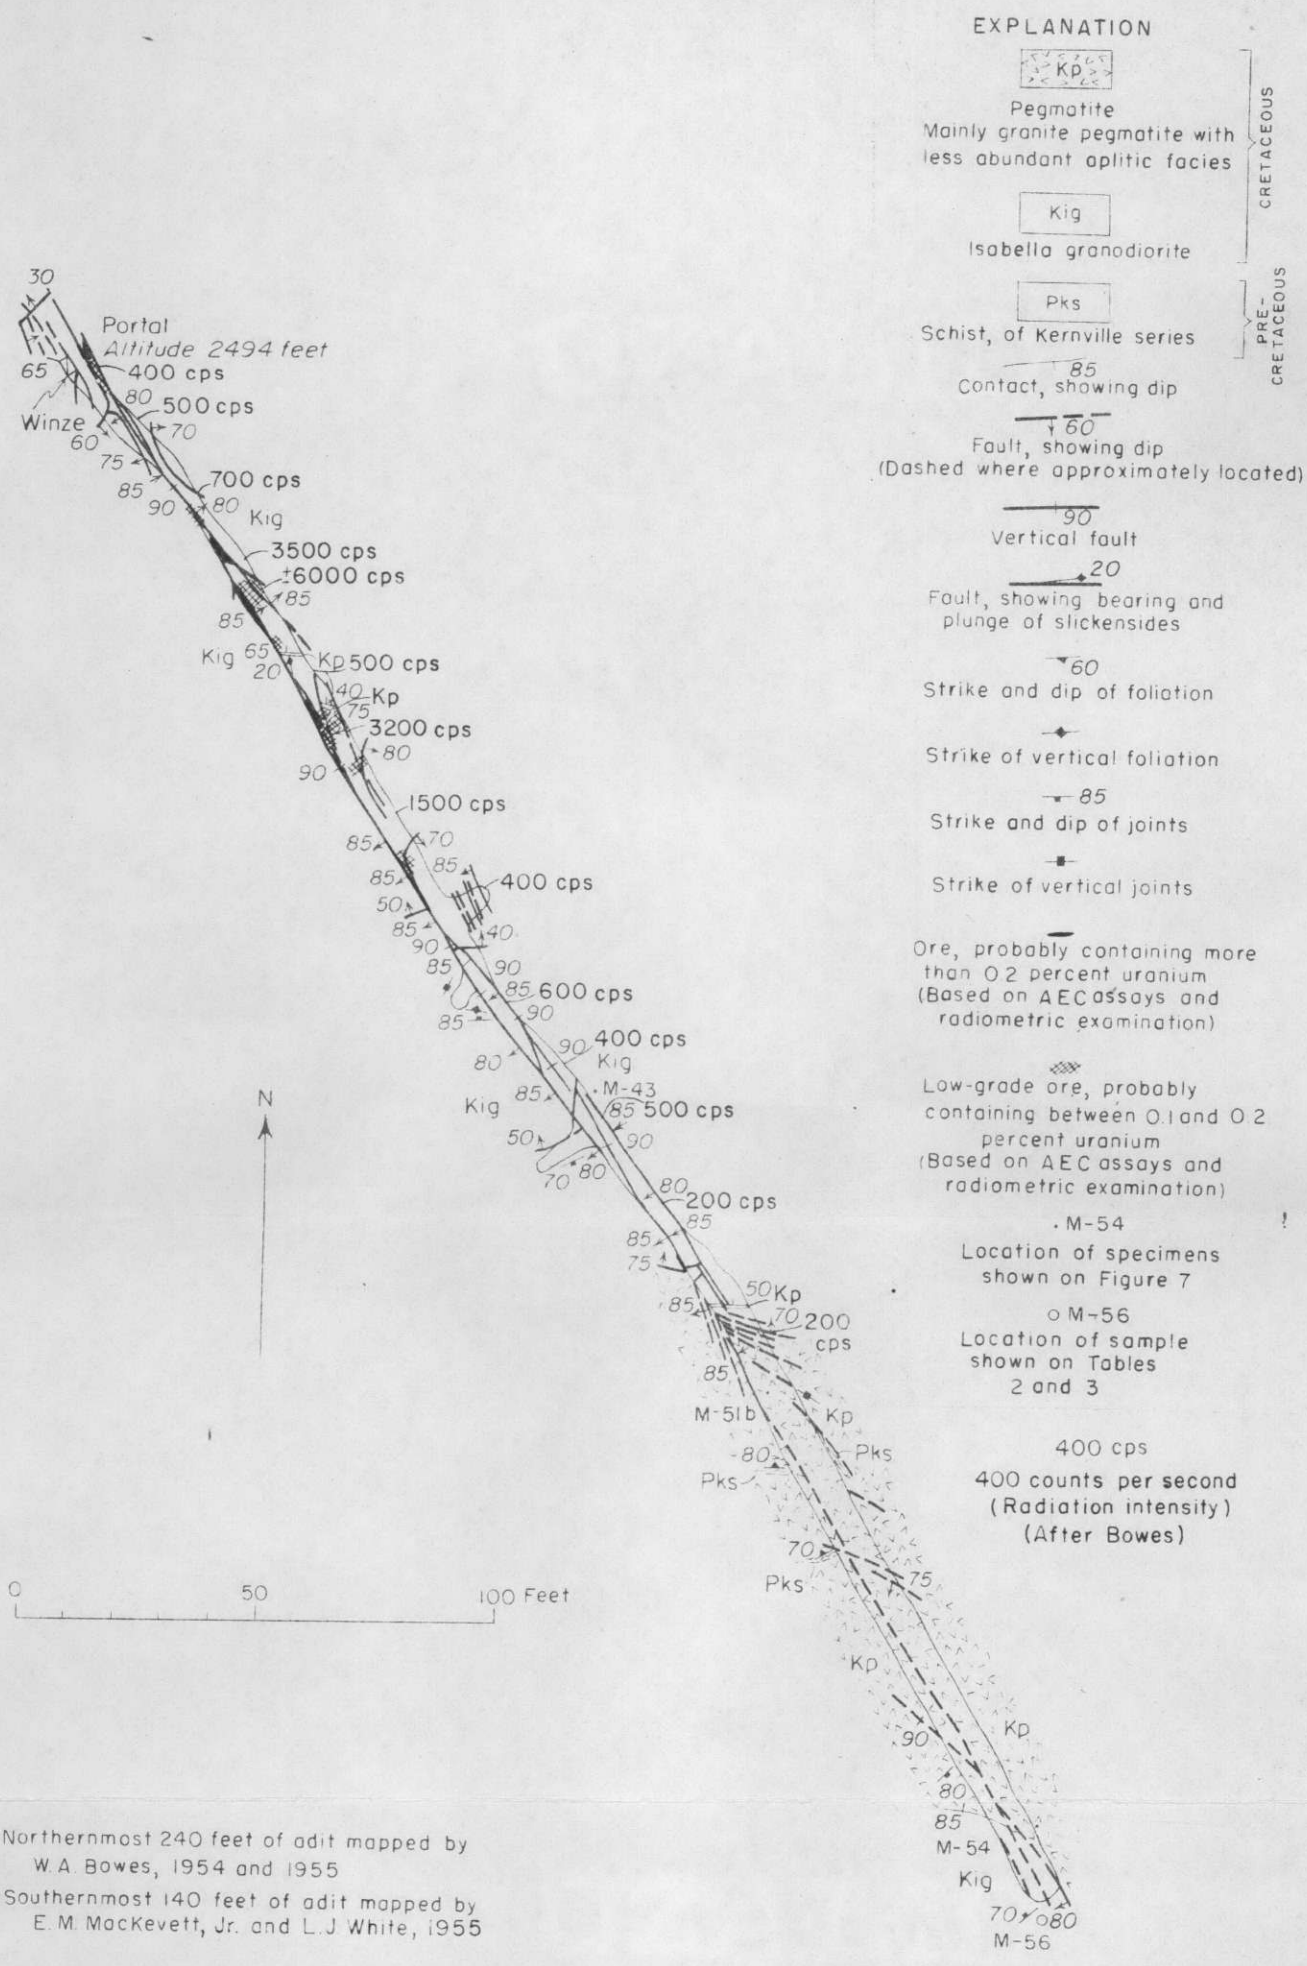 EXPLANATION
Kp
Pegmatite
Mainly granite pegmatite with
less abundant aplitic facies
CRETACEOUS
Kig
Isabella granodiorite
Pks
Schist, of Kernville series
PRE-
CRETACEOUS
85
Contact, showing dip
60
Fault, showing dip
(Dashed where approximately located)
90
Vertical fault
20
Fault, showing bearing and
plunge of slickensides
60
Strike and dip of foliation
Strike of vertical foliation
85
Strike and dip of joints
Strike of vertical joints
Ore, probably containing more
than 0.2 percent uranium
(Based on AEC assays and
radiometric examination)
Low-grade ore, probably
containing between 0.1 and 0.2
percent uranium
(Based on AEC assays and
radiometric examination)
. M-54
Location of specimens
shown on Figure 7
o M-56
Location of sample
shown on Tables
2 and 3
400 cps
400 counts per second
(Radiation intensity)
(After Bowes)
30
Portal
Altitude 2494 feet
65
400 cps
80
Winze
500 cps
60
70
75
85
700 cps
90
80
Kig
3500 cps
±6000 cps
85
85
Kig
65
20
Kp
500 cps
40
Kp
75
3200 cps
80
90
1500 cps
85
70
85
85
400 cps
50
85
40
90
85
90
85
600 cps
85
90
80
90
400 cps
Kig
85
. M-43
Kig
85
500 cps
50
90
70
80
80
200 cps
85
85
75
50
Kp
85
70
200
cps
85
M-51b
Kp
80
Pks
Pks
70
75
Pks
Kp
Kp
90
80
85
M-54
Kig
70
80
M-56
N
0
50
100 Feet
Northernmost 240 feet of adit mapped by
W. A. Bowes, 1954 and 1955
Southernmost 140 feet of adit mapped by
E. M. MacKevett, Jr. and L. J. White, 1955